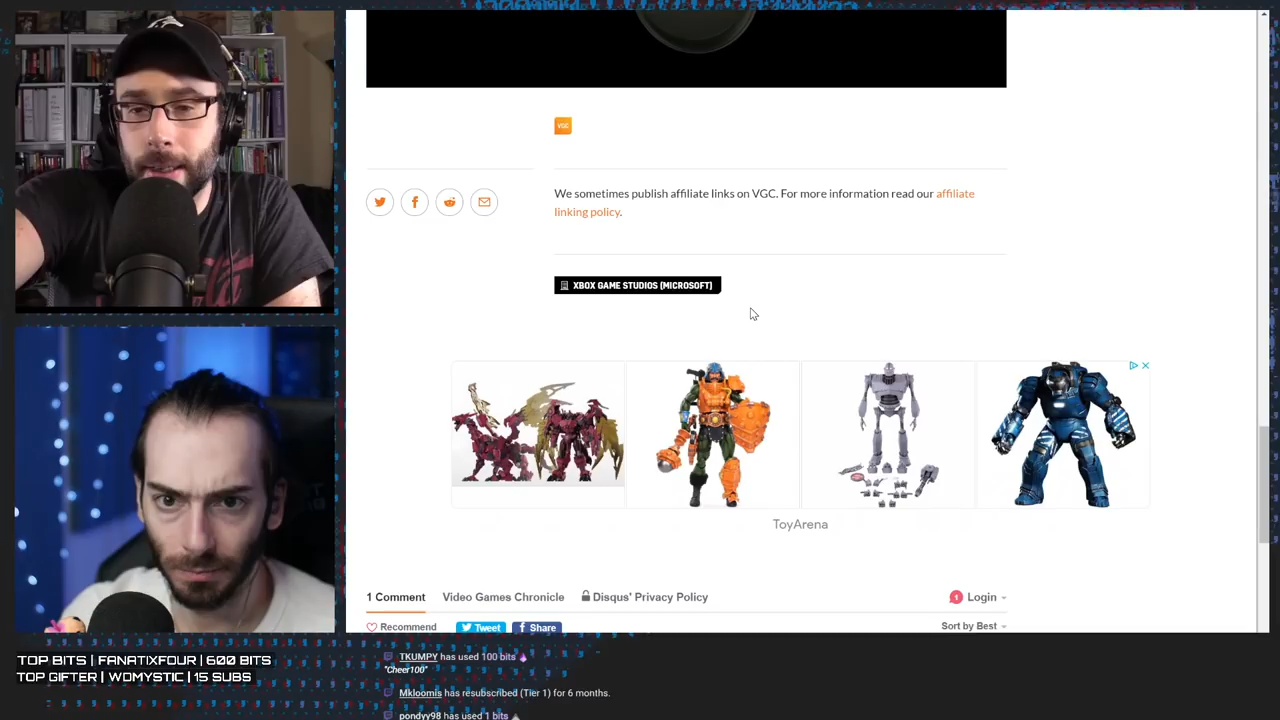 VGC
We sometimes publish affiliate links on VGC. For more information read our affiliate
linking policy.
XBOX GAME STUDIOS (MICROSOFT)
ToyArena
1 Comment
Video Games Chronicle
Disqus' Privacy Policy
1
Login
Recommend
Tweet
Share
Sort by Best
TOP BITS | FANATIXFOUR | 600 BITS
TOP GIFTER | WDMYSTIC | 15 SUBS
TKUMPY has used 100 bits
"Cheer100"
Mkloomis has resubscribed (Tier 1) for 6 months.
pondyy98 has used 1 bits